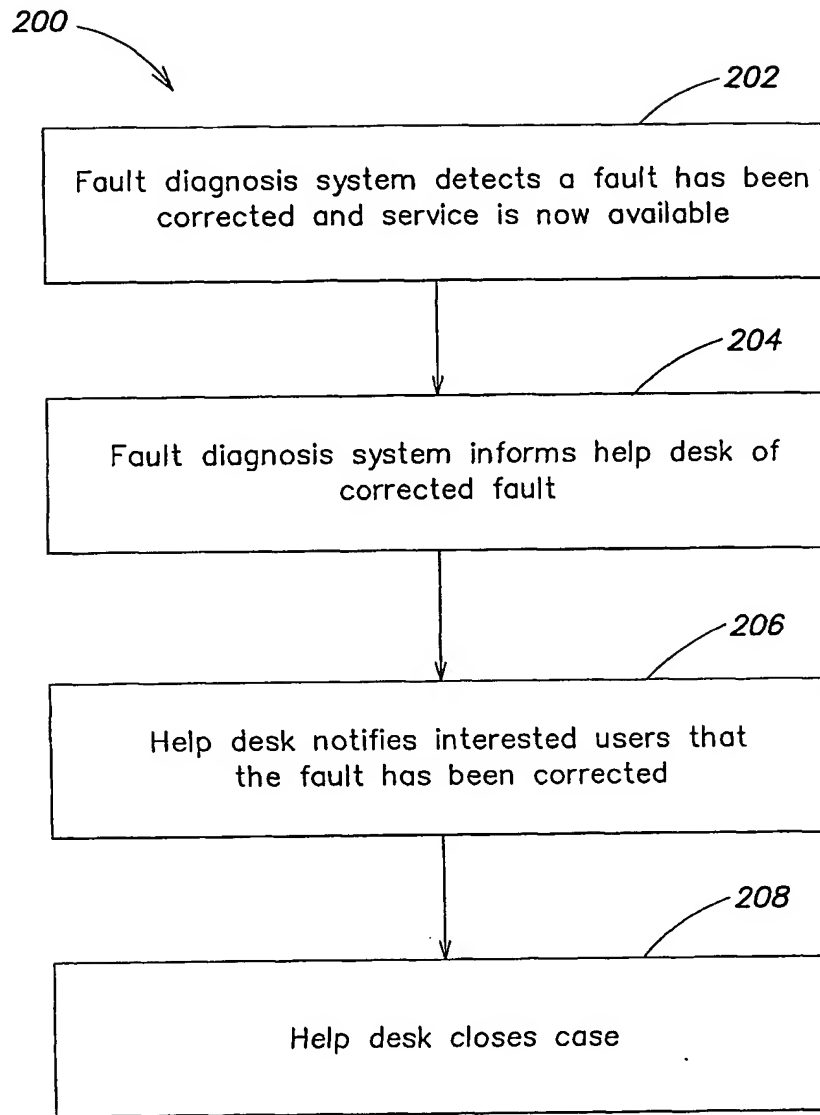 200
202
Fault diagnosis system detects a fault has been
corrected and service is now available
204
Fault diagnosis system informs help desk of
corrected fault
206
Help desk notifies interested users that
the fault has been corrected
208
Help desk closes case